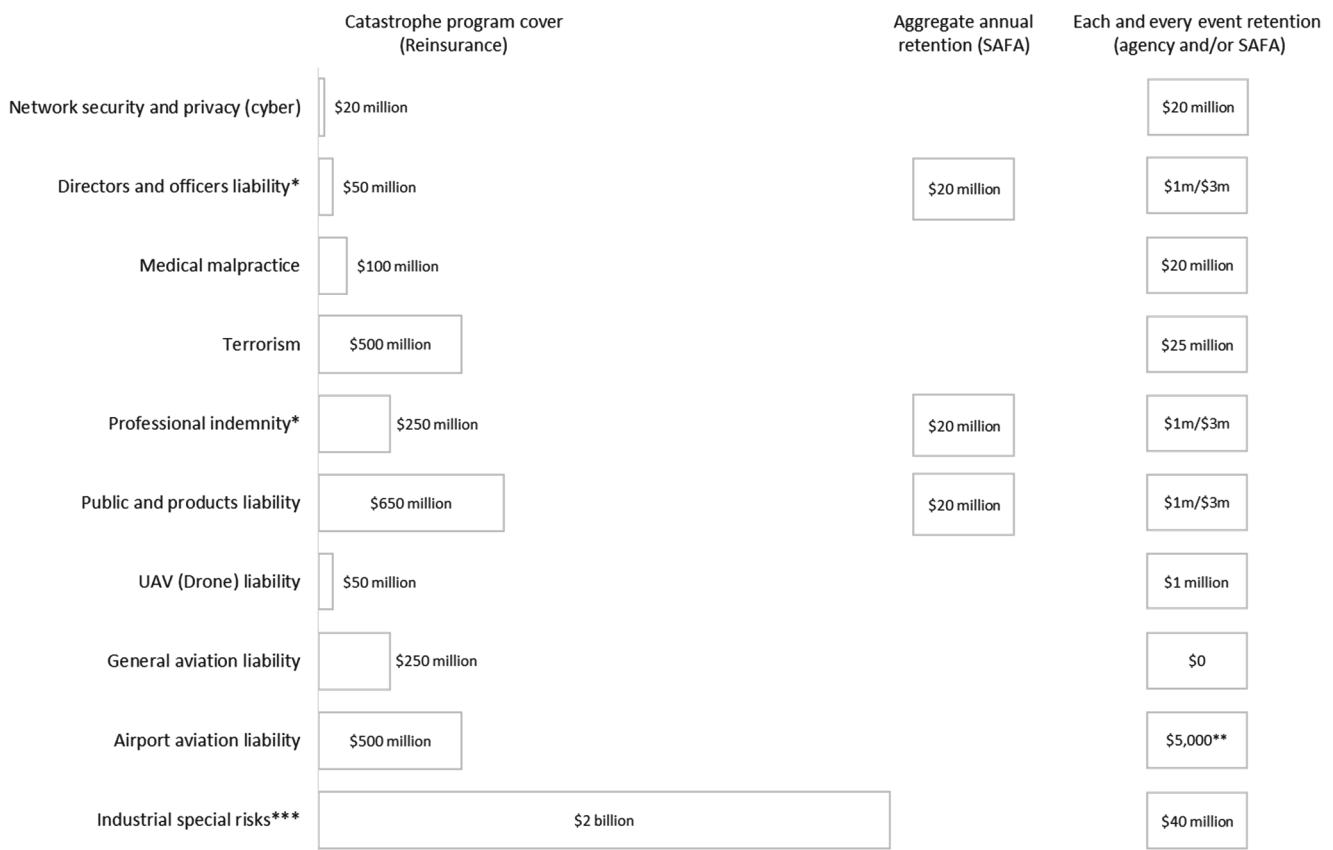 Catastrophe program cover
(Reinsurance)
Aggregate annual
retention (SAFA)
Each and every event retention
(agency and/or SAFA)
Network security and privacy (cyber)
$20 million
$20 million
Directors and officers liability*
$50 million
$20 million
$1m/$3m
Medical malpractice
$100 million
$20 million
Terrorism
$500 million
$25 million
Professional indemnity*
$250 million
$20 million
$1m/$3m
Public and products liability
$650 million
$20 million
$1m/$3m
UAV (Drone) liability
$50 million
$1 million
General aviation liability
$250 million
$0
Airport aviation liability
$500 million
$5,000**
Industrial special risks***
$2 billion
$40 million